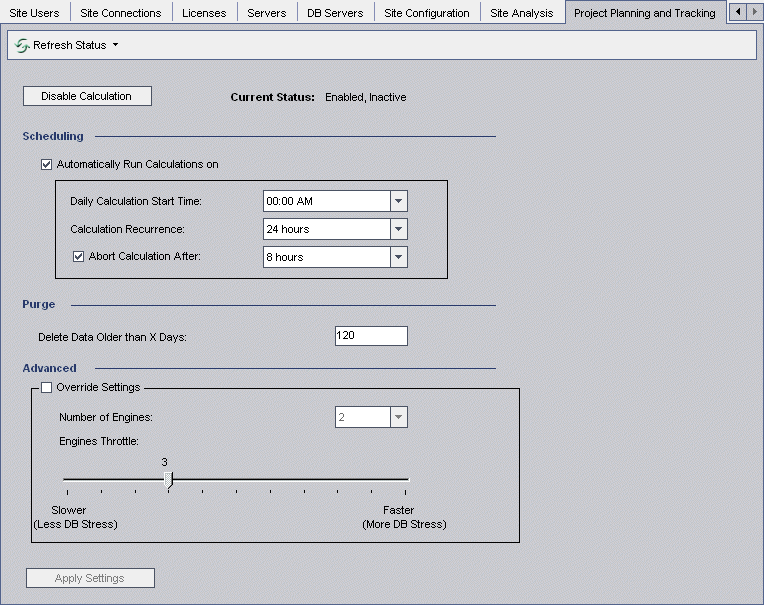 Site Users Site Connections Licenses Servers DB Servers Site Configuration Site Analysis Project Planning and Tracking
Refresh Status
Disable Calculation Current Status: Enabled, Inactive
Scheduling
Automatically Run Calculations on
Daily Calculation Start Time: 00:00 AM
Calculation Recurrence: 24 hours
Abort Calculation After: 8 hours
Purge
Delete Data Older than X Days: 120
Advanced
Override Settings
Number of Engines: 2
Engines Throttle:
3
Slower Faster
(Less DB Stress) (More DB Stress)
Apply Settings